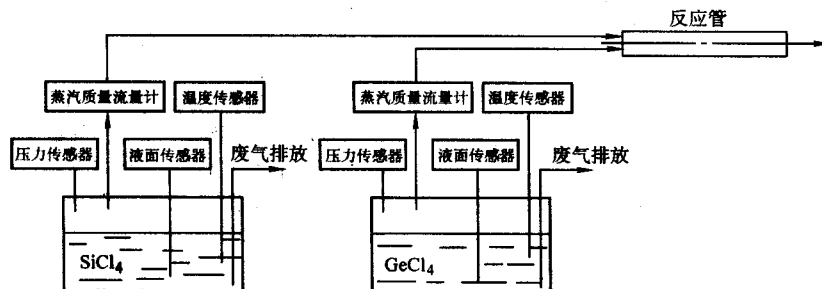 反应管
蒸汽质量流量计
温度传感器
蒸汽质量流量计
温度传感器
压力传感器
液面传感器
废气排放
压力传感器
液面传感器
废气排放
SiCl₄
GeCl₄